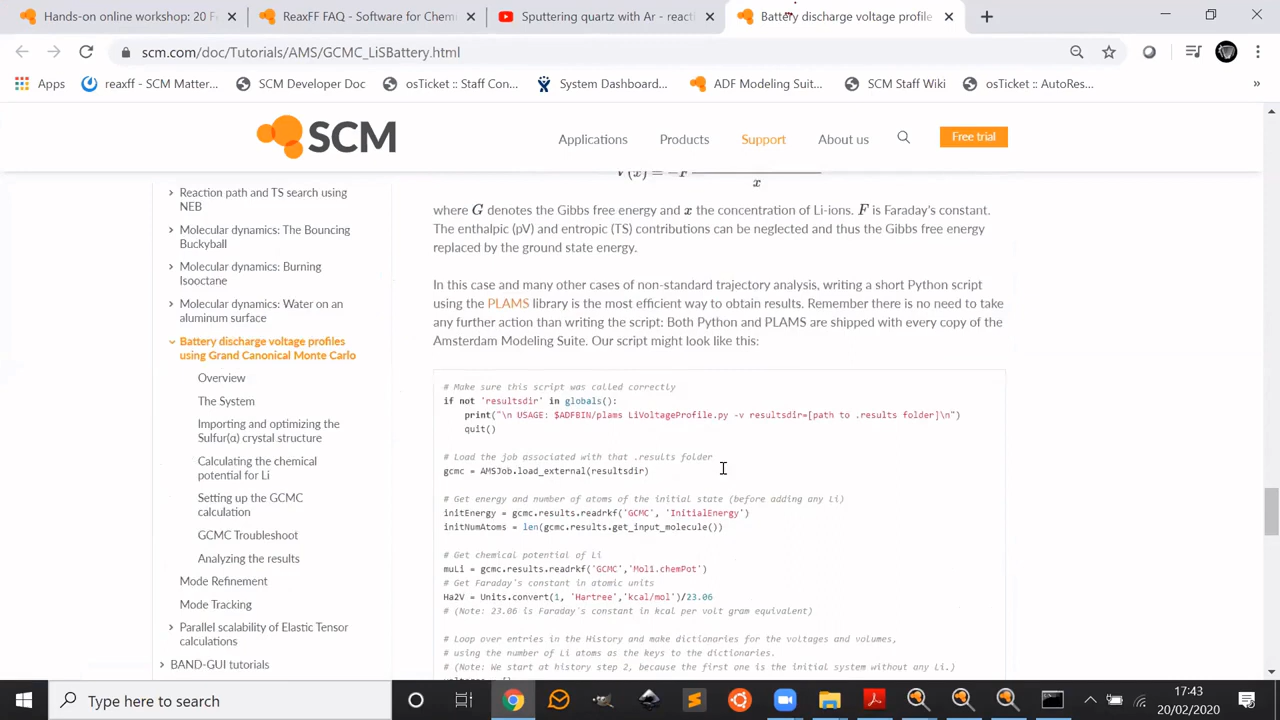 Hands-on online workshop: 20 F
ReaxFF FAQ - Software for Chem
Sputtering quartz with Ar - reacti
Battery discharge voltage profile
scm.com/doc/Tutorials/AMS/GCMC_LiSBattery.html
Apps
reaxff - SCM Matter...
SCM Developer Doc
osTicket :: Staff Con...
System Dashboard...
ADF Modeling Suit...
SCM Staff Wiki
osTicket :: AutoRes...
»
SCM
Applications
Products
Support
About us
Free trial
Reaction path and TS search using
NEB
Molecular dynamics: The Bouncing
Buckyball
Molecular dynamics: Burning
Isooctane
Molecular dynamics: Water on an
aluminum surface
Battery discharge voltage profiles
using Grand Canonical Monte Carlo
Overview
The System
Importing and optimizing the
Sulfur(α) crystal structure
Calculating the chemical
potential for Li
Setting up the GCMC
calculation
GCMC Troubleshoot
Analyzing the results
Mode Refinement
Mode Tracking
Parallel scalability of Elastic Tensor
calculations
BAND-GUI tutorials
V(x) = −F
x
where G denotes the Gibbs free energy and x the concentration of Li-ions. F is Faraday's constant.
The enthalpic (pV) and entropic (TS) contributions can be neglected and thus the Gibbs free energy
replaced by the ground state energy.
In this case and many other cases of non-standard trajectory analysis, writing a short Python script
using the PLAMS library is the most efficient way to obtain results. Remember there is no need to take
any further action than writing the script: Both Python and PLAMS are shipped with every copy of the
Amsterdam Modeling Suite. Our script might look like this:
# Make sure this script was called correctly
if not 'resultsdir' in globals():
print("\n USAGE: $ADFBIN/plams LiVoltageProfile.py -v resultsdir=[path to .results folder]\n")
quit()
# Load the job associated with that .results folder
gcmc = AMSJob.load_external(resultsdir)
# Get energy and number of atoms of the initial state (before adding any Li)
initEnergy = gcmc.results.readrkf('GCMC', 'InitialEnergy')
initNumAtoms = len(gcmc.results.get_input_molecule())
# Get chemical potential of Li
muLi = gcmc.results.readrkf('GCMC','Mol1.chemPot')
# Get Faraday's constant in atomic units
Ha2V = Units.convert(1, 'Hartree','kcal/mol')/23.06
# (Note: 23.06 is Faraday's constant in kcal per volt gram equivalent)
# Loop over entries in the History and make dictionaries for the voltages and volumes,
# using the number of Li atoms as the keys to the dictionaries.
# (Note: We start at history step 2, because the first one is the initial system without any Li.)
Type here to search
17:43
20/02/2020